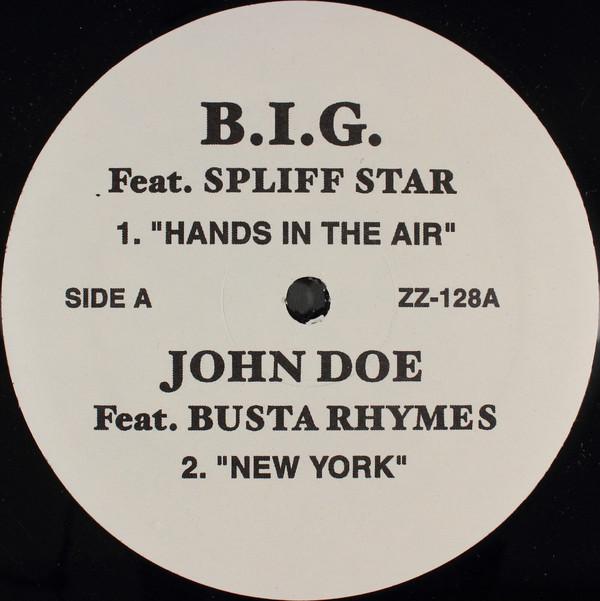 B.I.G.
Feat. SPLIFF STAR
1. "HANDS IN THE AIR"
SIDE A ZZ-128A
JOHN DOE
Feat. BUSTA RHYMES
2. "NEW YORK"